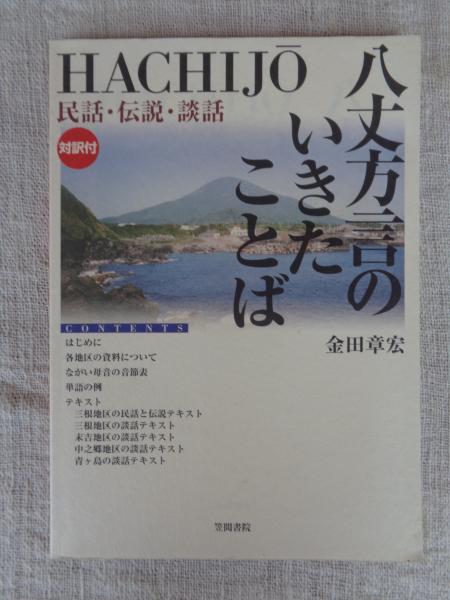 HACHIJŌ
民話・伝説・談話
対訳付
八丈方言の
いきた
ことば
金田章宏
CONTENTS
はじめに
各地区の資料について
ながい母音の音節表
単語の例
テキスト
三根地区の民話と伝説テキスト
三根地区の談話テキスト
末吉地区の談話テキスト
中之郷地区の談話テキスト
青ヶ島の談話テキスト
笠間書院